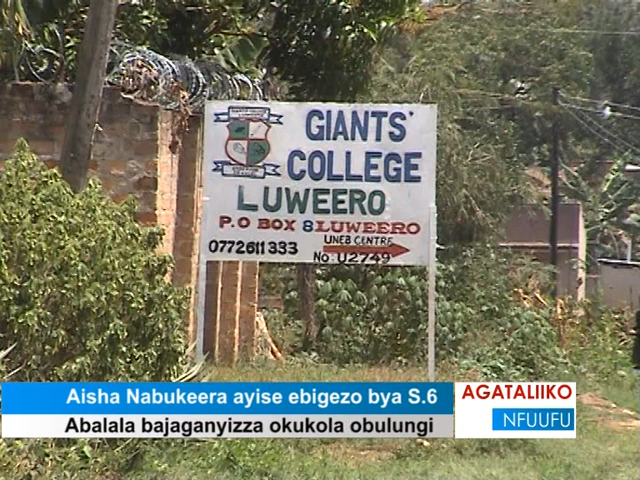 GIANTS'
COLLEGE
LUWEERO
P.O BOX 8 LUWEERO
0772611333
UNEB CENTRE
NO: U2749
Aisha Nabukeera ayise ebigezo bya S.6
Abalala bajaganyizza okukola obulungi
AGATALIIKO
NFUUFU